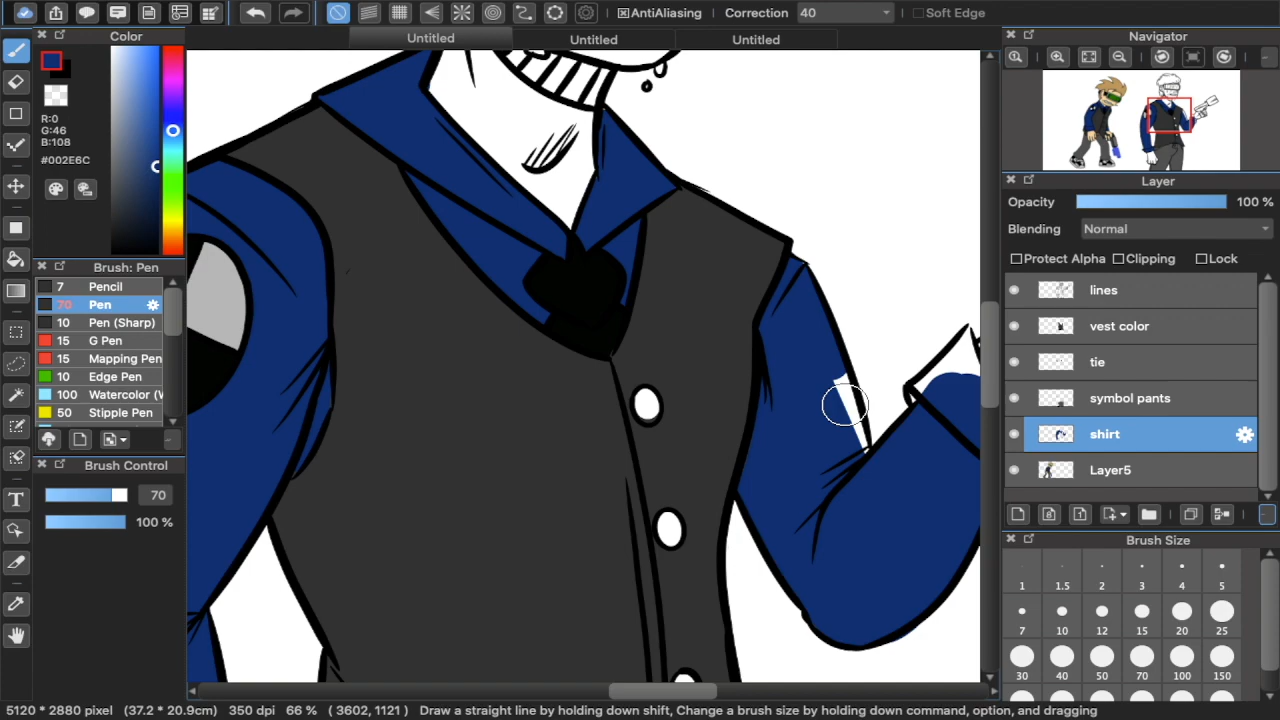 AntiAliasing Correction 40 Soft Edge
Color
Untitled Untitled Untitled
R:0
G:46
B:108
#002E6C
Brush: Pen
7 Pencil
70 Pen
10 Pen (Sharp)
15 G Pen
15 Mapping Pen
10 Edge Pen
100 Watercolor (W
50 Stipple Pen
Brush Control
70
100 %
Navigator
Layer
Opacity 100 %
Blending Normal
Protect Alpha Clipping Lock
lines
vest color
tie
symbol pants
shirt
Layer5
Brush Size
1 1.5 2 3 4 5
7 10 12 15 20 25
30 40 50 70 100 150
5120 * 2880 pixel (37.2 * 20.9cm) 350 dpi 66 % ( 3602, 1121 ) Draw a straight line by holding down shift, Change a brush size by holding down command, option, and dragging